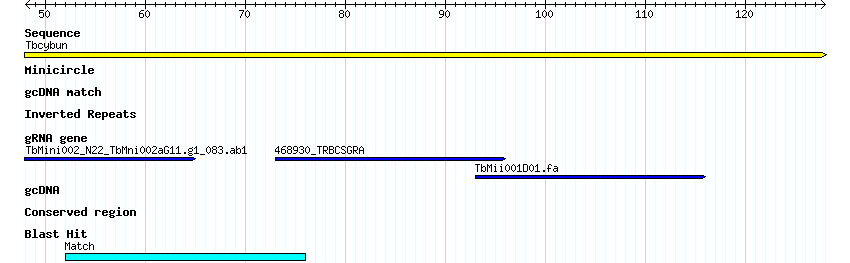 50 60 70 80 90 100 110 120
Sequence
Tbcybun
Minicircle
gcDNA match
Inverted Repeats
gRNA gene
TbMini002_N22_TbMni002aG11.g1_083.ab1 468930_TRBCSGRA
TbMii001D01.fa
gcDNA
Conserved region
Blast Hit
Match